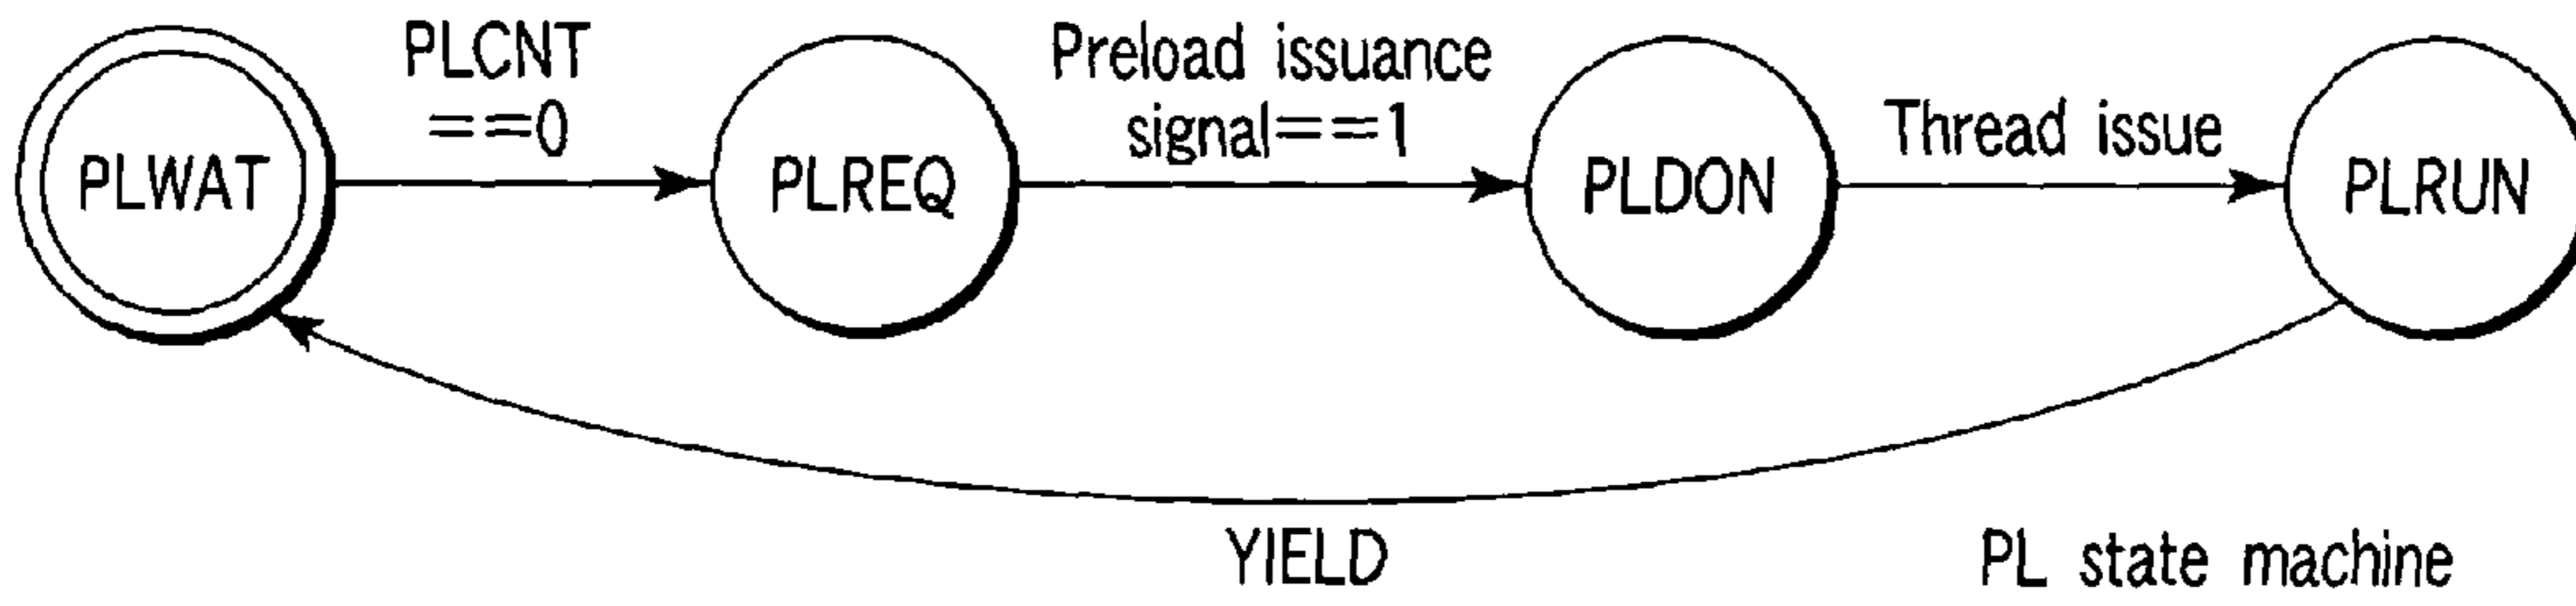 PLCNT
==0
Preload issuance
signal==1
Thread issue
PLWAT
PLREQ
PLDON
PLRUN
YIELD
PL state machine